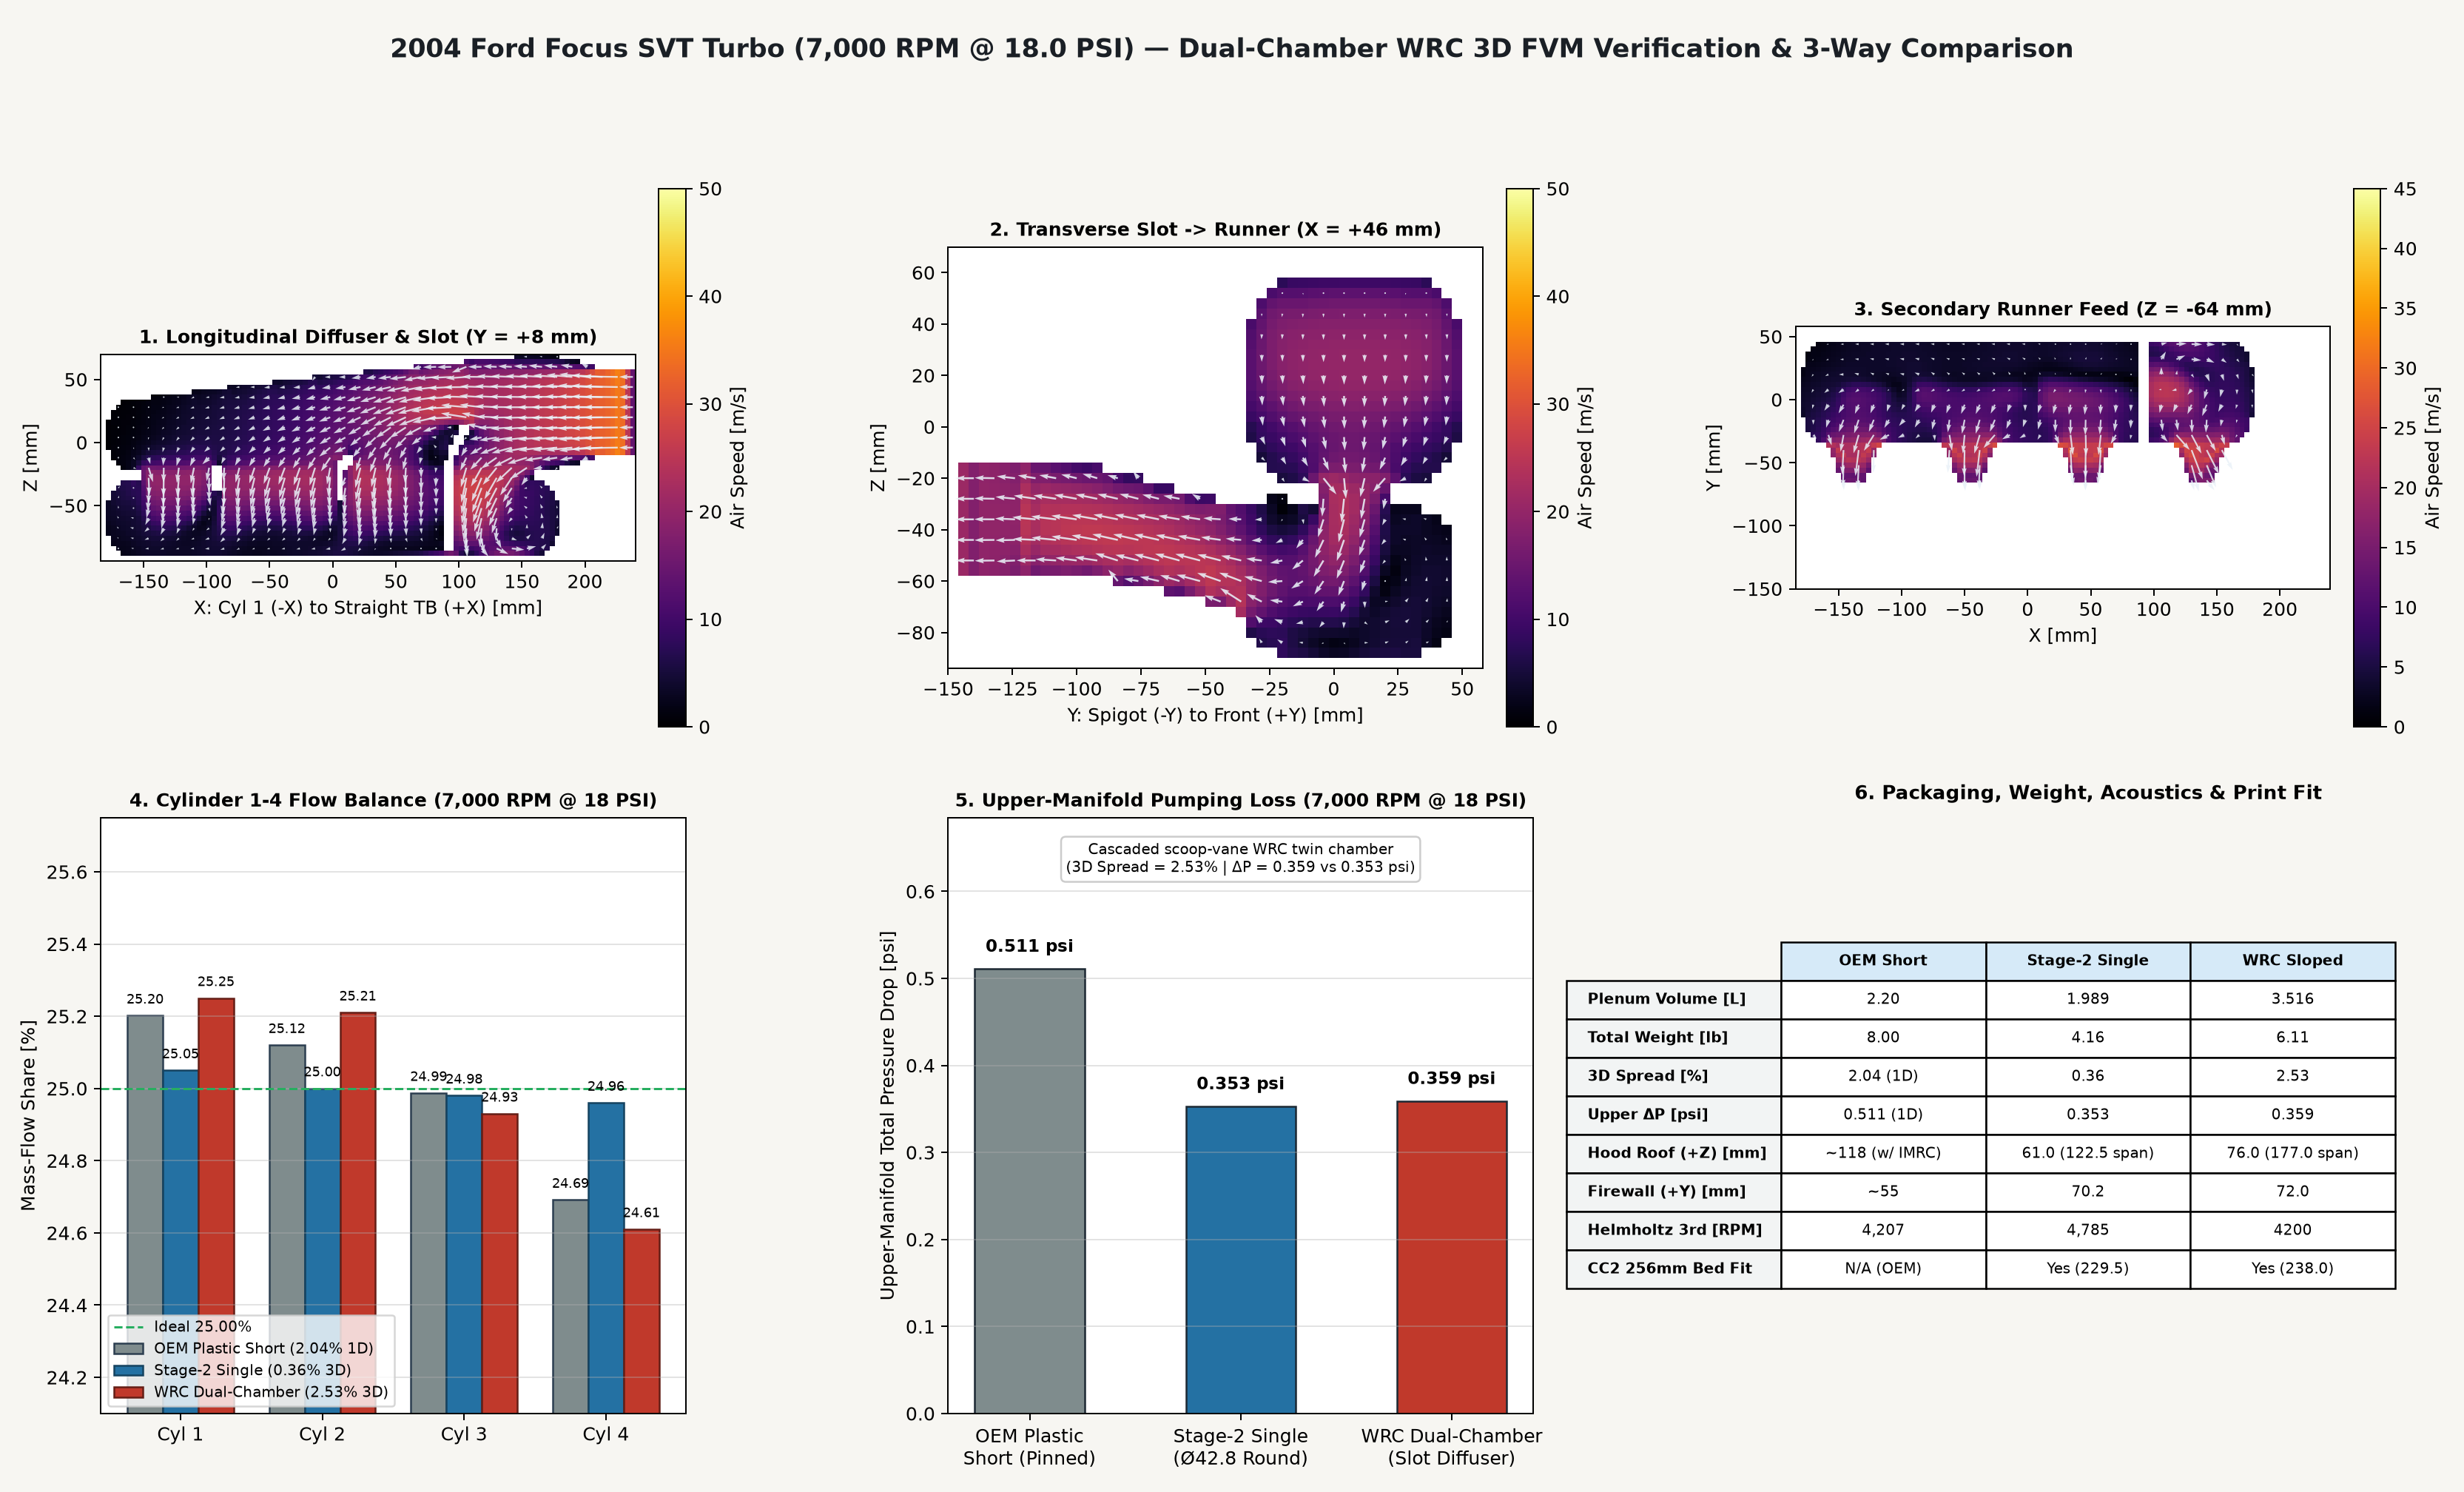 2004 Ford Focus SVT Turbo (7,000 RPM @ 18.0 PSI) — Dual-Chamber WRC 3D FVM Verification & 3-Way Comparison
1. Longitudinal Diffuser & Slot (Y = +8 mm)
Z [mm]
50
0
−50
−150 −100 −50 0 50 100 150 200
X: Cyl 1 (-X) to Straight TB (+X) [mm]
50
40
30
20
10
0
Air Speed [m/s]
2. Transverse Slot -> Runner (X = +46 mm)
Z [mm]
60
40
20
0
−20
−40
−60
−80
−150 −125 −100 −75 −50 −25 0 25 50
Y: Spigot (-Y) to Front (+Y) [mm]
50
40
30
20
10
0
Air Speed [m/s]
3. Secondary Runner Feed (Z = -64 mm)
Y [mm]
50
0
−50
−100
−150
−150 −100 −50 0 50 100 150 200
X [mm]
45
40
35
30
25
20
15
10
5
0
Air Speed [m/s]
4. Cylinder 1-4 Flow Balance (7,000 RPM @ 18 PSI)
Mass-Flow Share [%]
25.6
25.4
25.2
25.0
24.8
24.6
24.4
24.2
25.20 25.05 25.25
25.12 25.00 25.21
24.99 24.98 24.93
24.69 24.96 24.61
Ideal 25.00%
OEM Plastic Short (2.04% 1D)
Stage-2 Single (0.36% 3D)
WRC Dual-Chamber (2.53% 3D)
Cyl 1 Cyl 2 Cyl 3 Cyl 4
5. Upper-Manifold Pumping Loss (7,000 RPM @ 18 PSI)
Upper-Manifold Total Pressure Drop [psi]
0.6
0.5
0.4
0.3
0.2
0.1
0.0
Cascaded scoop-vane WRC twin chamber
(3D Spread = 2.53% | ΔP = 0.359 vs 0.353 psi)
0.511 psi
0.353 psi
0.359 psi
OEM Plastic
Short (Pinned)
Stage-2 Single
(Ø42.8 Round)
WRC Dual-Chamber
(Slot Diffuser)
6. Packaging, Weight, Acoustics & Print Fit
OEM Short Stage-2 Single WRC Sloped
Plenum Volume [L] 2.20 1.989 3.516
Total Weight [lb] 8.00 4.16 6.11
3D Spread [%] 2.04 (1D) 0.36 2.53
Upper ΔP [psi] 0.511 (1D) 0.353 0.359
Hood Roof (+Z) [mm] ~118 (w/ IMRC) 61.0 (122.5 span) 76.0 (177.0 span)
Firewall (+Y) [mm] ~55 70.2 72.0
Helmholtz 3rd [RPM] 4,207 4,785 4200
CC2 256mm Bed Fit N/A (OEM) Yes (229.5) Yes (238.0)